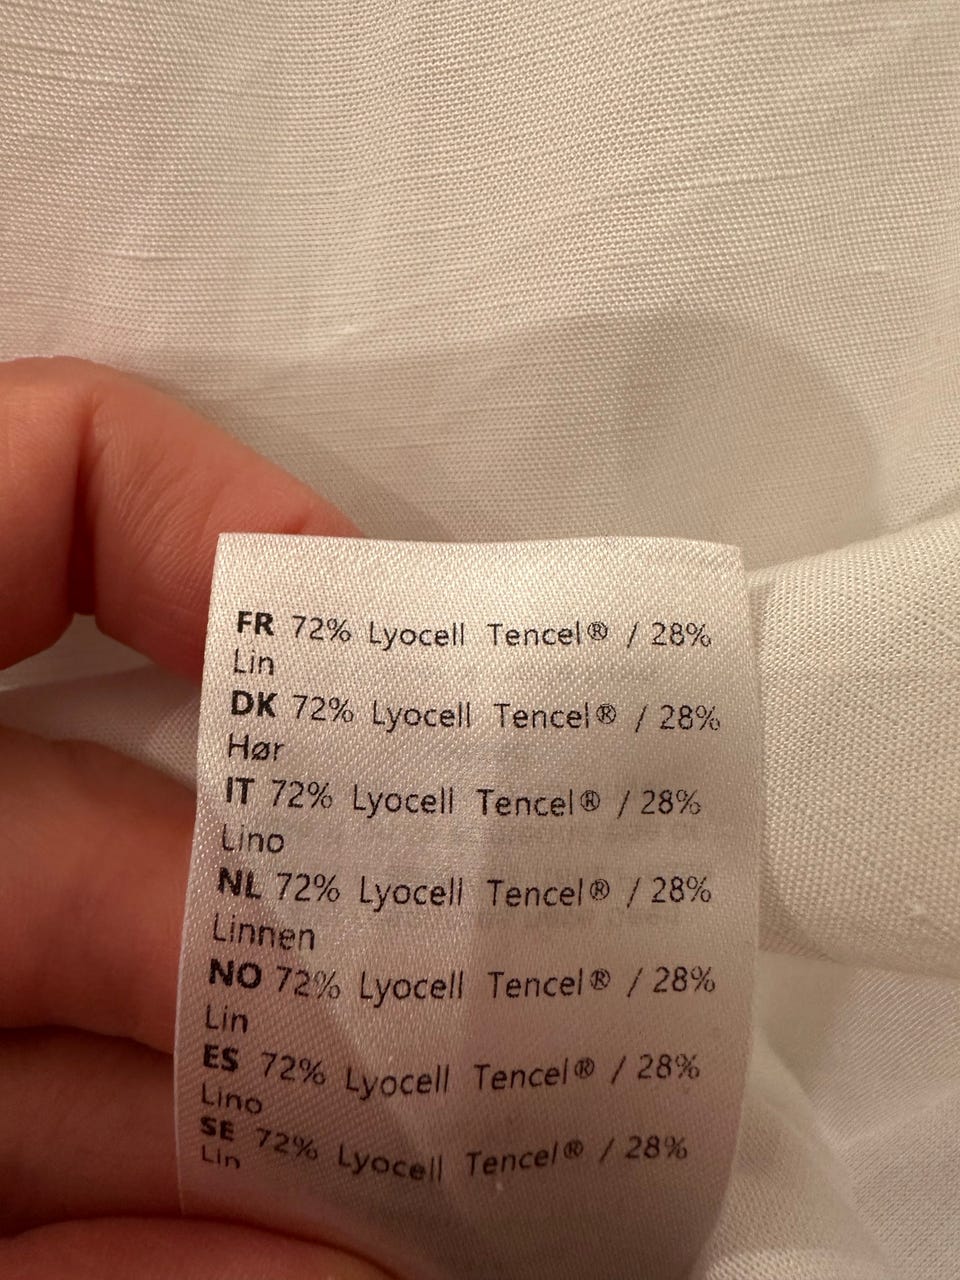 FR 72% Lyocell Tencel® / 28%
Lin
DK 72% Lyocell Tencel® / 28%
Hør
IT 72% Lyocell Tencel® / 28%
Lino
NL 72% Lyocell Tencel® / 28%
Linnen
NO 72% Lyocell Tencel® / 28%
Lin
ES 72% Lyocell Tencel® / 28%
Lino
SE 72% Lyocell Tencel® / 28%
Lin